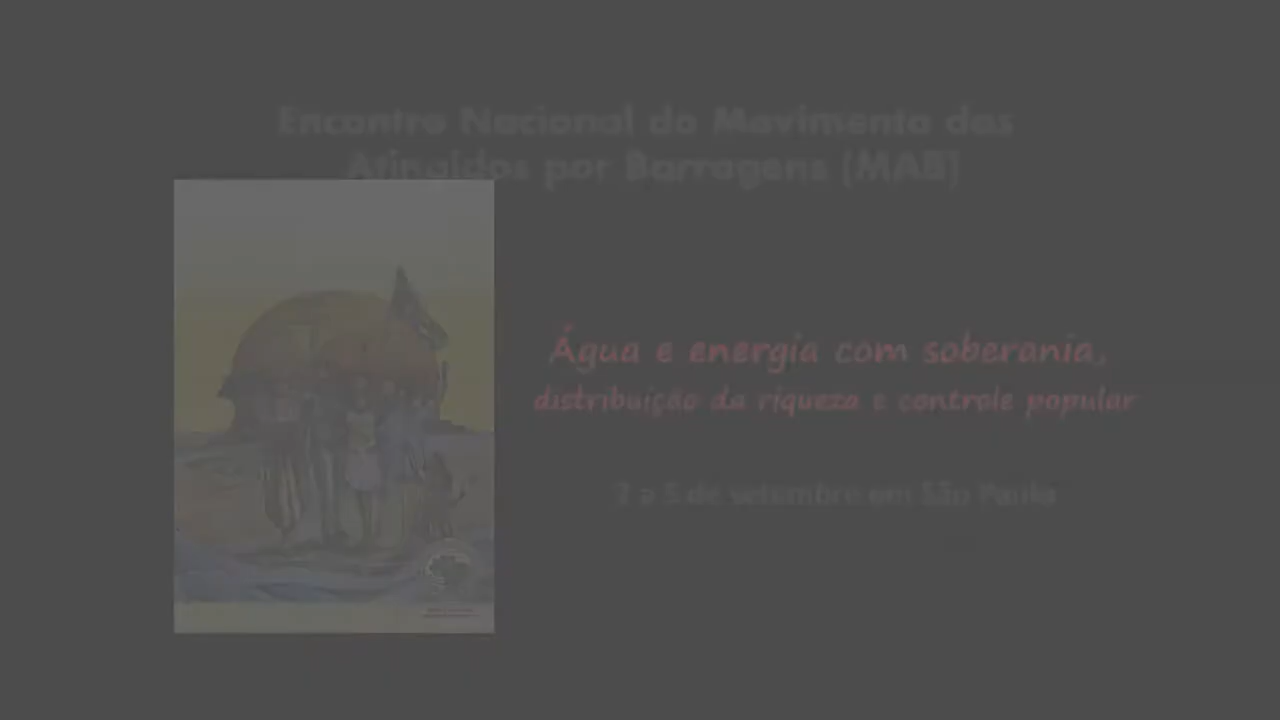 Encontro Nacional do Movimento dos
Atingidos por Barragens (MAB)
Água e energia com soberania,
distribuição da riqueza e controle popular
2 a 5 de setembro em São Paulo